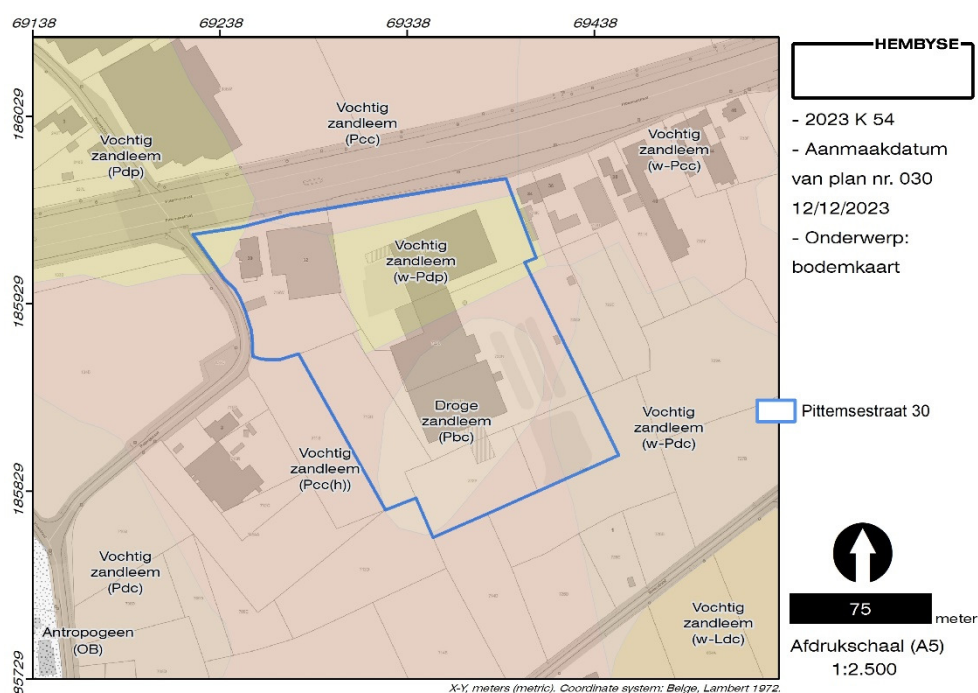 69138
69238
69338
69438
186029
185929
185829
185729
Vochtig
zandleem
(Pcc)
Vochtig
zandleem
(Pdp)
Vochtig
zandleem
(w-Pcc)
Vochtig
zandleem
(w-Pdp)
Droge
zandleem
(Pbc)
Vochtig
zandleem
(w-Pdc)
Vochtig
zandleem
(Pcc(h))
Vochtig
zandleem
(Pdc)
Antropogeen
(OB)
Vochtig
zandleem
(w-Ldc)
X-Y, meters (metric). Coordinate system: Belge, Lambert 1972.
HEMBYSE
- 2023 K 54
- Aanmaakdatum
van plan nr. 030
12/12/2023
- Onderwerp:
bodemkaart
Pittemsestraat 30
75
meter
Afdrukschaal (A5)
1:2.500